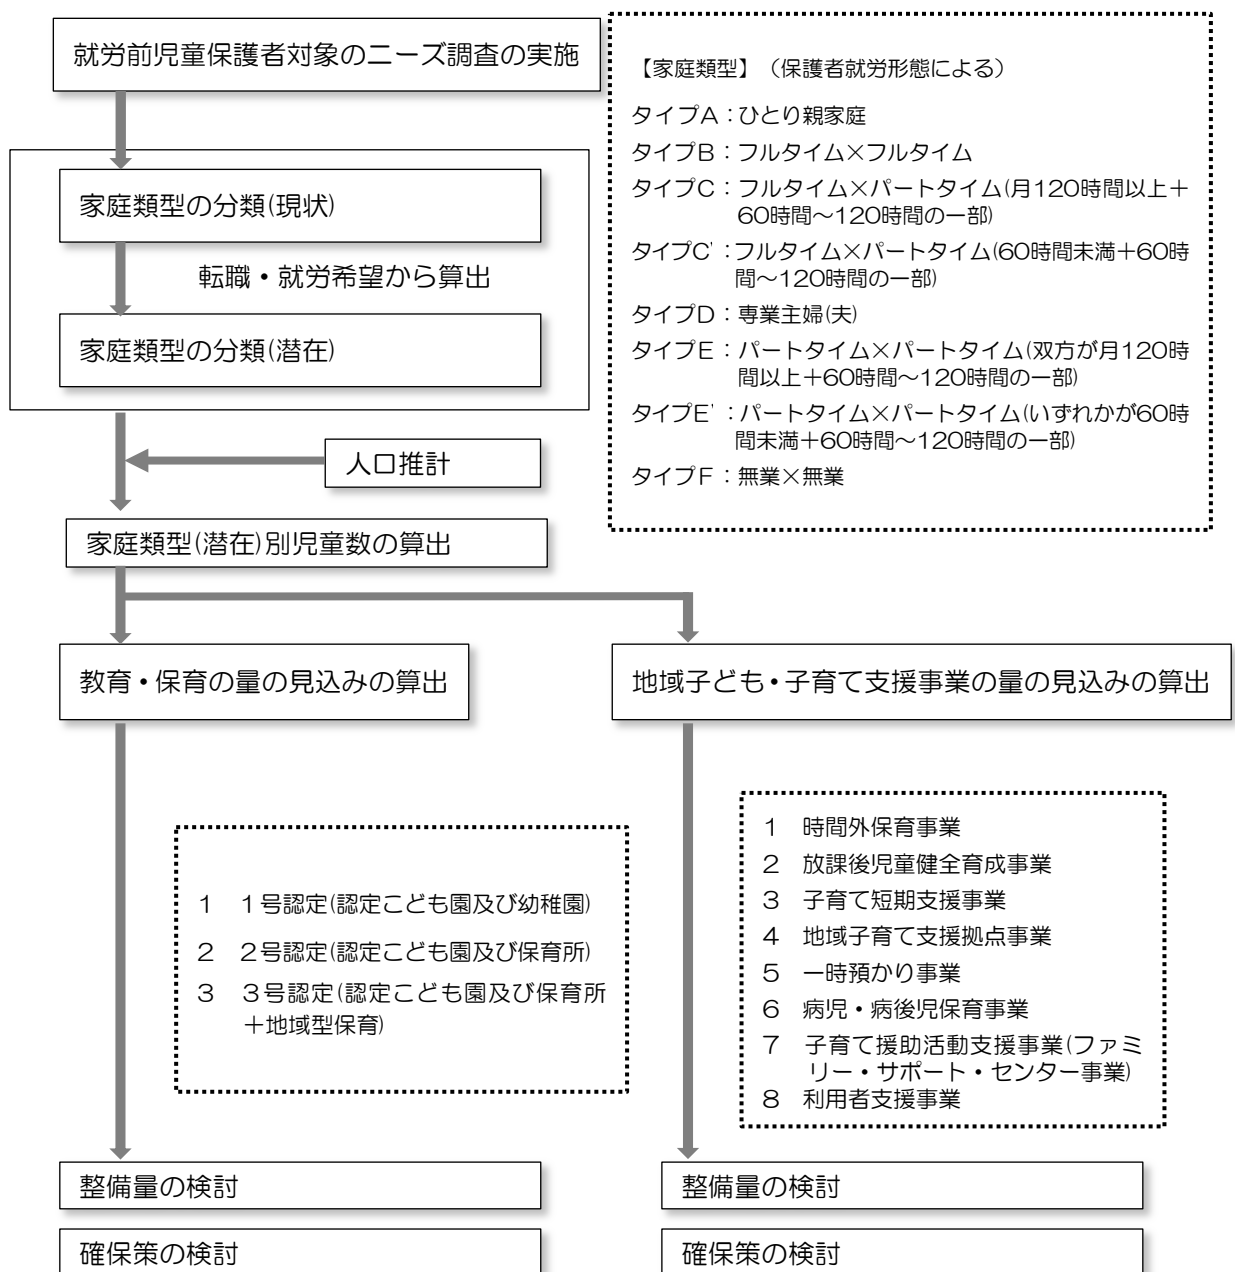 就労前児童保護者対象のニーズ調査の実施
家庭類型の分類(現状)
転職・就労希望から算出
家庭類型の分類(潜在)
人口推計
家庭類型(潜在)別児童数の算出
【家庭類型】（保護者就労形態による）
タイプA：ひとり親家庭
タイプB：フルタイム×フルタイム
タイプC：フルタイム×パートタイム(月120時間以上＋
60時間～120時間の一部)
タイプC'：フルタイム×パートタイム(60時間未満＋60時
間～120時間の一部)
タイプD：専業主婦(夫)
タイプE：パートタイム×パートタイム(双方が月120時
間以上＋60時間～120時間の一部)
タイプE'：パートタイム×パートタイム(いずれかが60時
間未満＋60時間～120時間の一部)
タイプF：無業×無業
教育・保育の量の見込みの算出
1　1号認定(認定こども園及び幼稚園)
2　2号認定(認定こども園及び保育所)
3　3号認定(認定こども園及び保育所
＋地域型保育)
整備量の検討
確保策の検討
地域子ども・子育て支援事業の量の見込みの算出
1　時間外保育事業
2　放課後児童健全育成事業
3　子育て短期支援事業
4　地域子育て支援拠点事業
5　一時預かり事業
6　病児・病後児保育事業
7　子育て援助活動支援事業(ファミ
リー・サポート・センター事業)
8　利用者支援事業
整備量の検討
確保策の検討